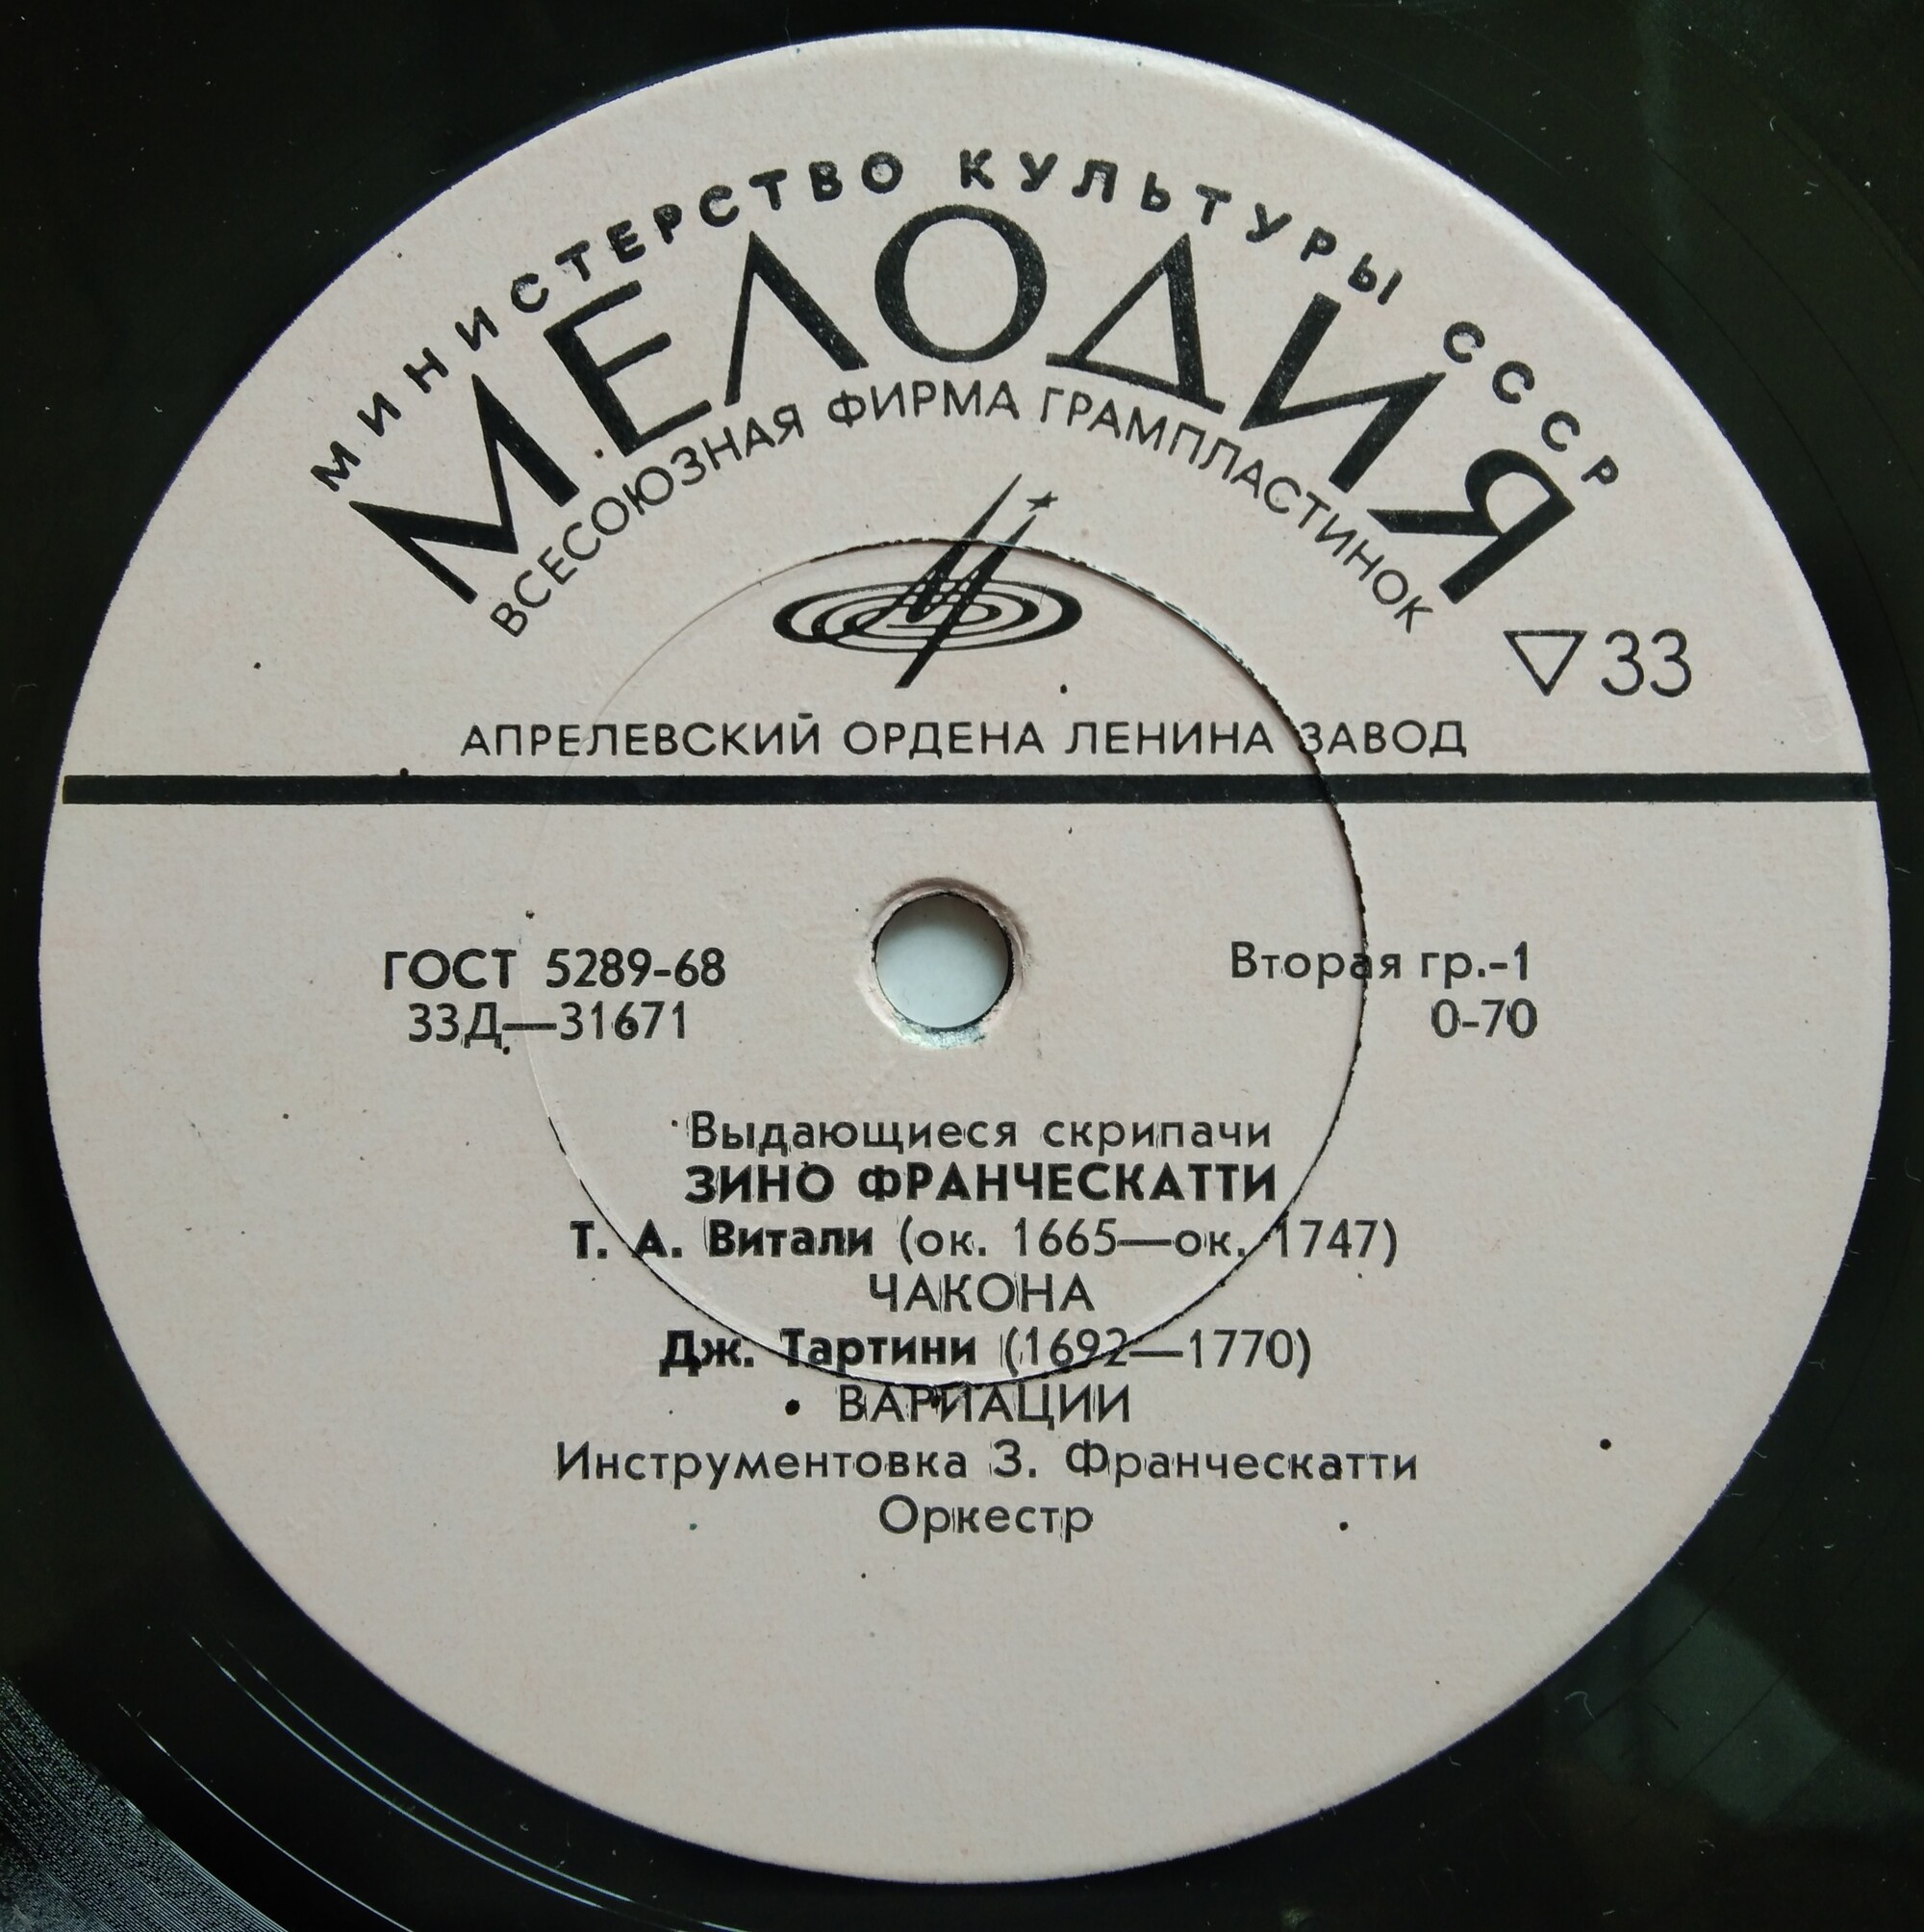 МИНИСТЕРСТВО КУЛЬТУРЫ СССР
МЕЛОДИЯ
ВСЕСОЮЗНАЯ ФИРМА ГРАМПЛАСТИНОК
33
АПРЕЛЕВСКИЙ ОРДЕНА ЛЕНИНА ЗАВОД
ГОСТ 5289-68
33Д—31671
Вторая гр.-1
0-70
Выдающиеся скрипачи
ЗИНО ФРАНЧЕСКАТТИ
Т. А. Витали (ок. 1665—ок. 1747)
ЧАКОНА
Дж. Тартини (1692—1770)
ВАРИАЦИИ
Инструментовка З. Франческатти
Оркестр